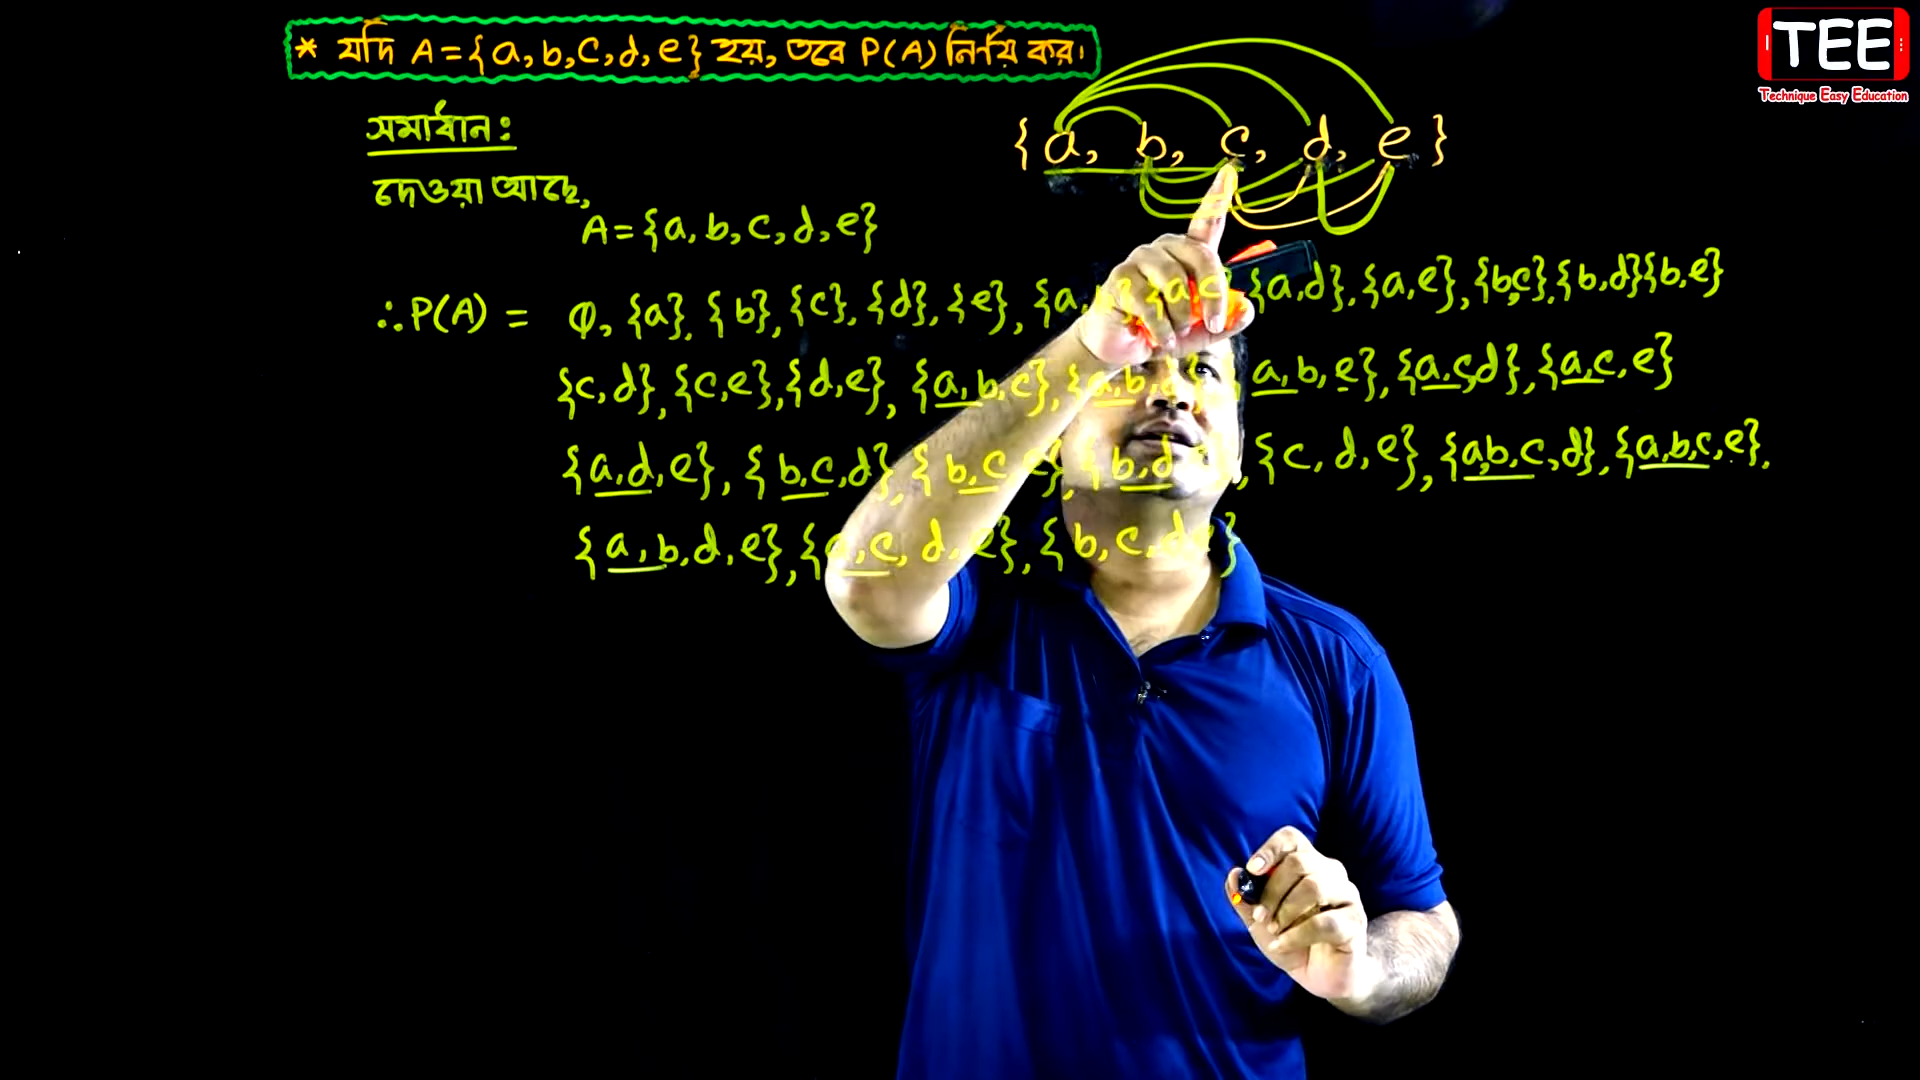 * যদি A={a,b,c,d,e} হয়, তবে P(A) নির্ণয় কর।
TEE
Technique Easy Education
সমাধান:
{a, b, c, d, e}
দেওয়া আছে,
A={a,b,c,d,e}
∴P(A) = φ, {a}, {b}, {c}, {d}, {e}, {a, {a,c} {a,d}, {a,e}, {b,c}, {b,d}{b,e}
{c,d}, {c,e}, {d,e}, {a,b,c}, {a,b,d} a,b,e}, {a,c,d}, {a,c,e}
{a,d,e}, {b,c,d}, {b,c e}, {b,d {c,d,e}, {a,b,c,d}, {a,b,c,e},
{a,b,d,e}, {a,c,d,e}, {b,c,d e}